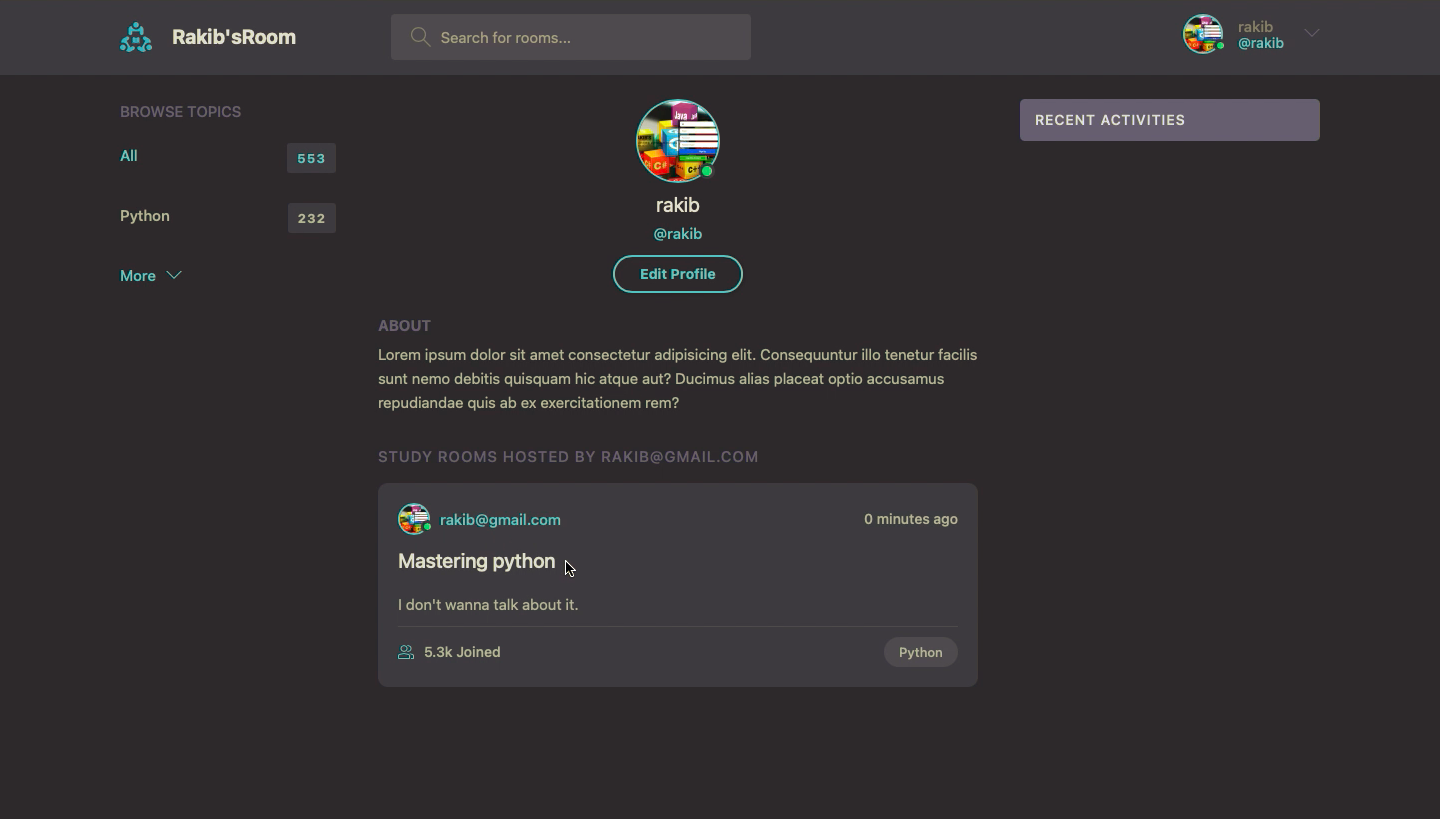 Rakib'sRoom
Search for rooms...
rakib
@rakib
BROWSE TOPICS
All
553
Python
232
More
rakib
@rakib
Edit Profile
ABOUT
Lorem ipsum dolor sit amet consectetur adipisicing elit. Consequuntur illo tenetur facilis
sunt nemo debitis quisquam hic atque aut? Ducimus alias placeat optio accusamus
repudiandae quis ab ex exercitationem rem?
STUDY ROOMS HOSTED BY RAKIB@GMAIL.COM
rakib@gmail.com
0 minutes ago
Mastering python
I don't wanna talk about it.
5.3k Joined
Python
RECENT ACTIVITIES